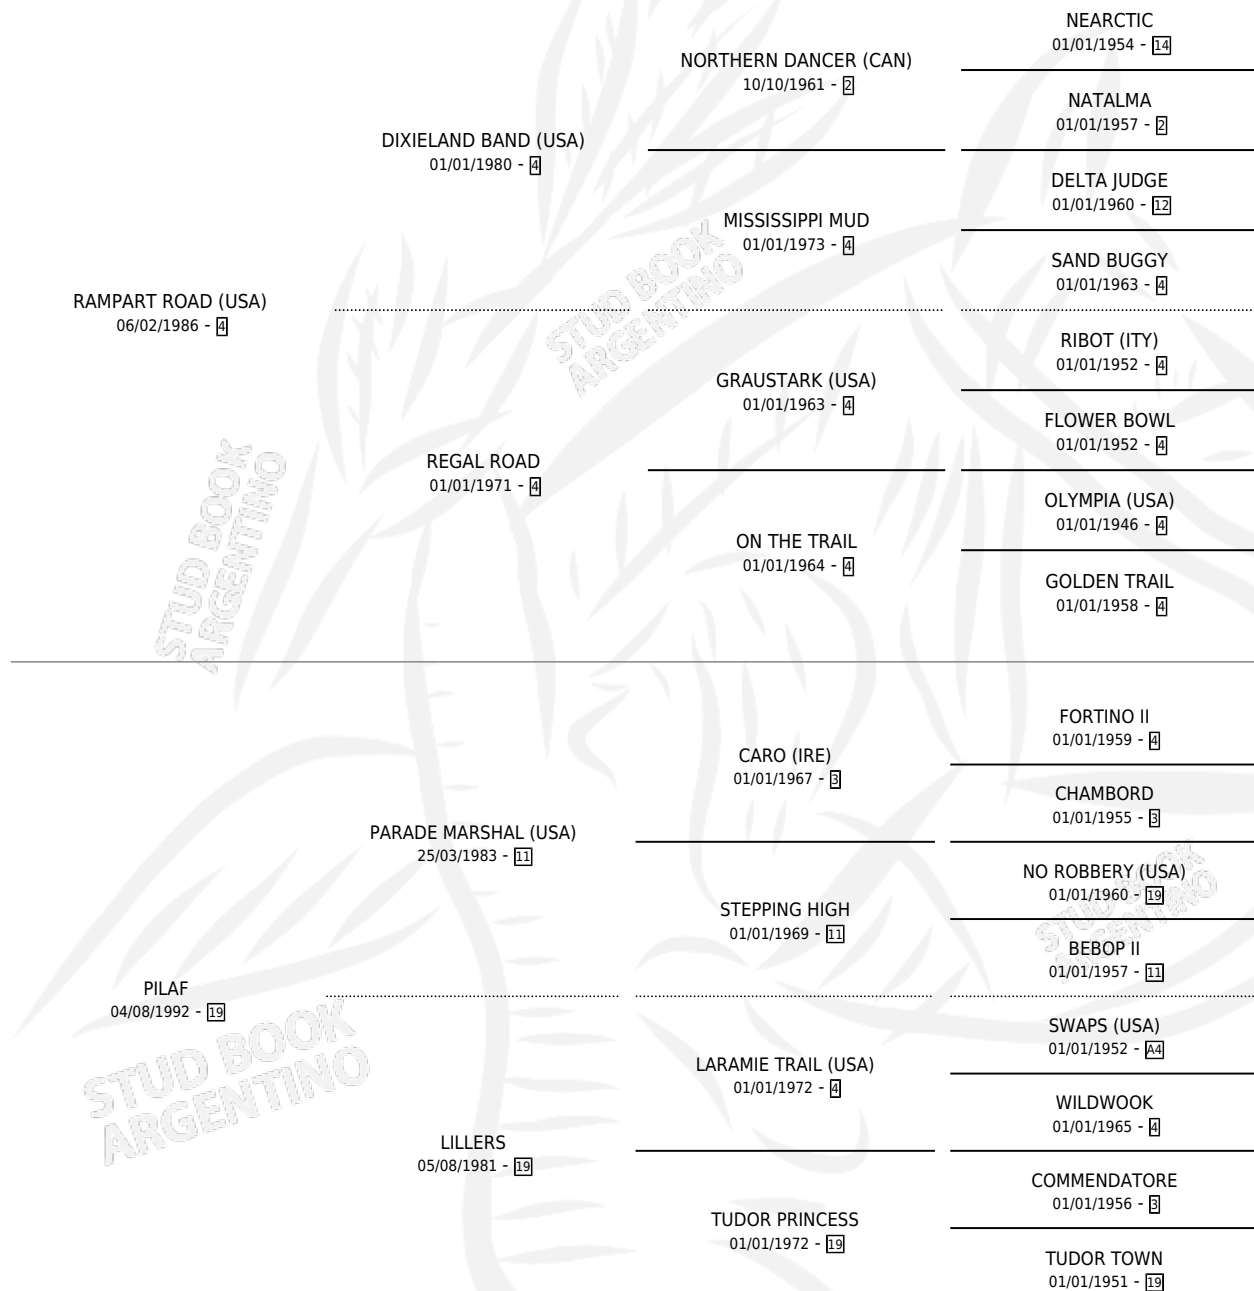 NEARCTIC
01/01/1954 - 14
NORTHERN DANCER (CAN)
10/10/1961 - 2
NATALMA
01/01/1957 - 2
DIXIELAND BAND (USA)
01/01/1980 - 4
DELTA JUDGE
01/01/1960 - 12
MISSISSIPPI MUD
01/01/1973 - 4
SAND BUGGY
01/01/1963 - 4
RAMPART ROAD (USA)
06/02/1986 - 4
RIBOT (ITY)
01/01/1952 - 4
GRAUSTARK (USA)
01/01/1963 - 4
FLOWER BOWL
01/01/1952 - 4
REGAL ROAD
01/01/1971 - 4
OLYMPIA (USA)
01/01/1946 - 4
ON THE TRAIL
01/01/1964 - 4
GOLDEN TRAIL
01/01/1958 - 4
FORTINO II
01/01/1959 - 4
CARO (IRE)
01/01/1967 - 3
CHAMBORD
01/01/1955 - 3
PARADE MARSHAL (USA)
25/03/1983 - 11
NO ROBBERY (USA)
01/01/1960 - 19
STEPPING HIGH
01/01/1969 - 11
BEBOP II
01/01/1957 - 11
PILAF
04/08/1992 - 19
SWAPS (USA)
01/01/1952 - A4
LARAMIE TRAIL (USA)
01/01/1972 - 4
WILDWOOK
01/01/1965 - 4
LILLERS
05/08/1981 - 19
COMMENDATORE
01/01/1956 - 3
TUDOR PRINCESS
01/01/1972 - 19
TUDOR TOWN
01/01/1951 - 19
STUD BOOK
ARGENTINO
STUD BOOK
ARGENTINO
STUD BOOK
ARGENTINO
STUD BOOK
ARGENTINO